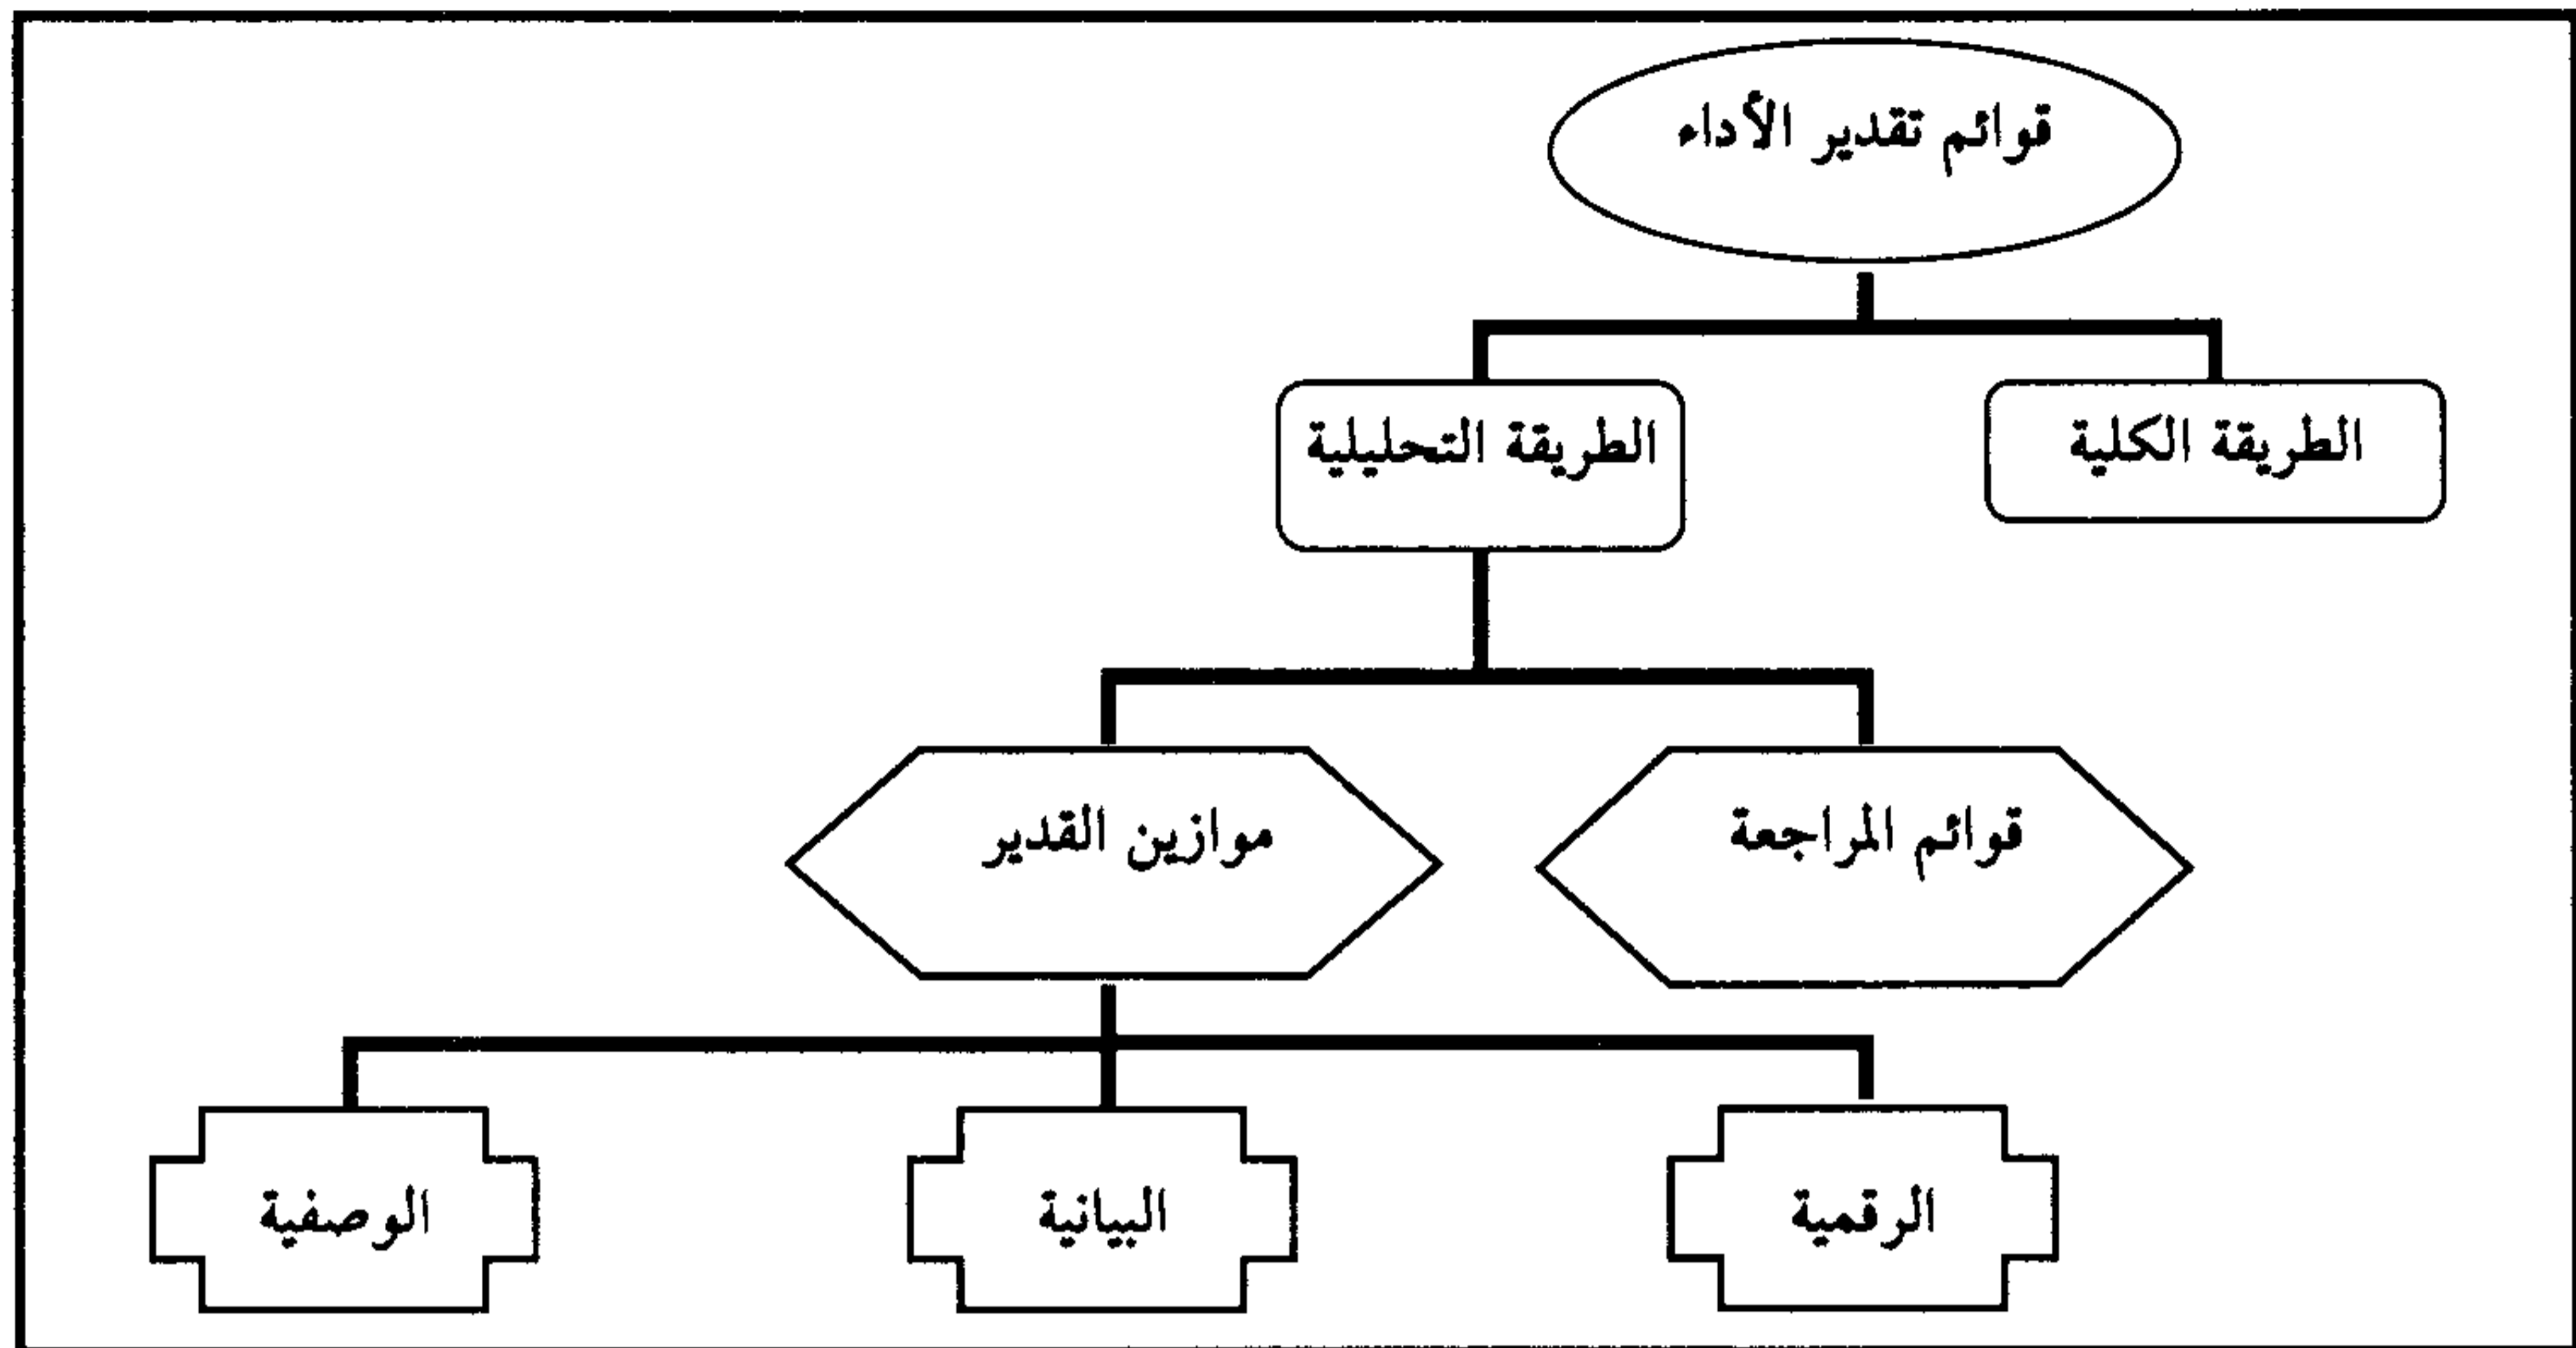 قوائم تقدير الأداء
الطريقة الكلية
الطريقة التحليلية
قوائم المراجعة
موازين القدير
الرقمية
البيانية
الوصفية